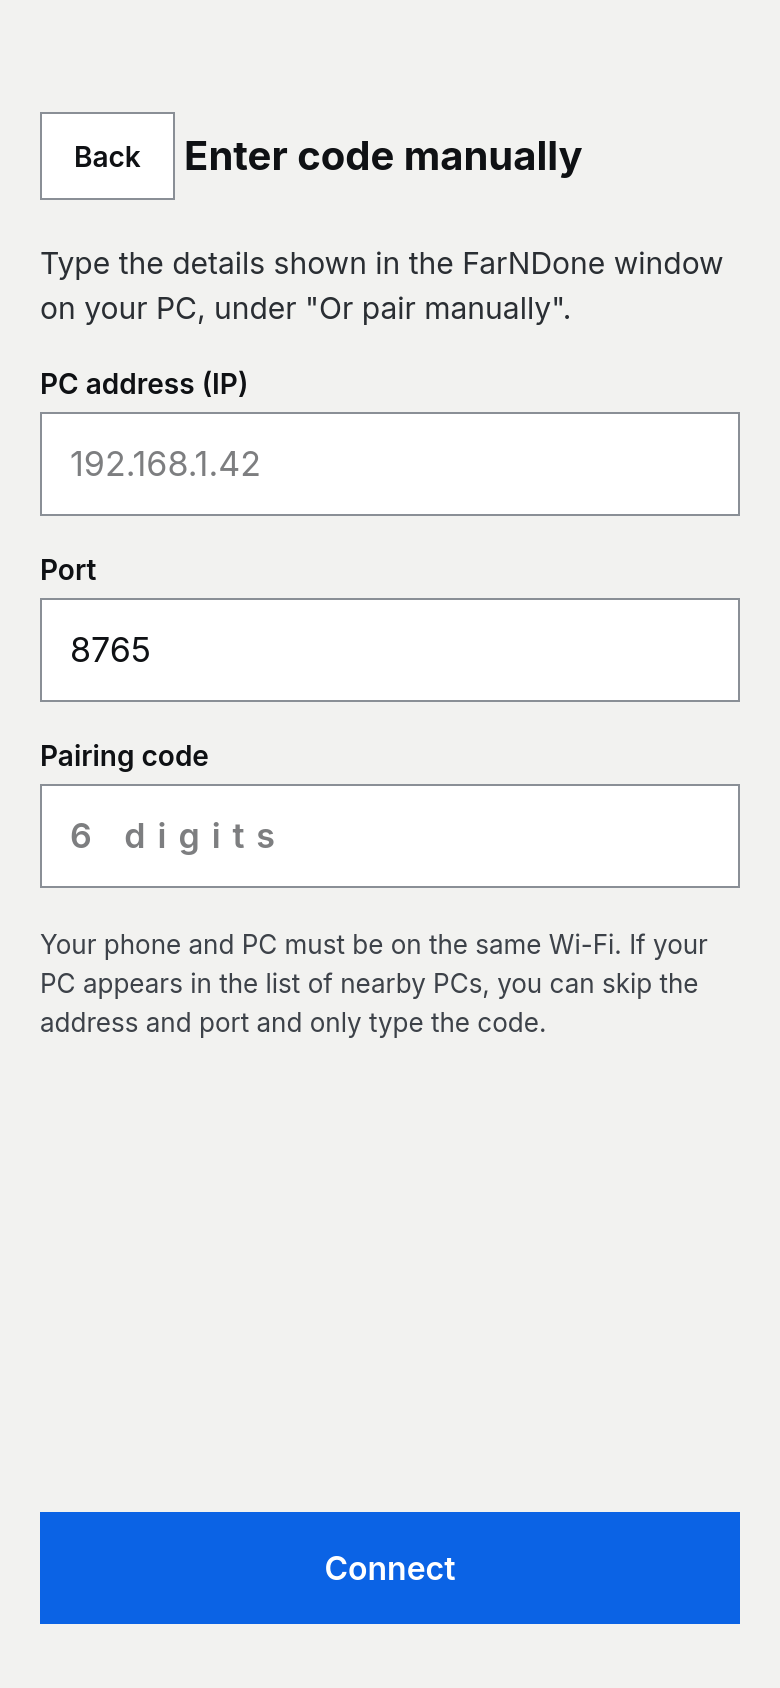 Back
Enter code manually
Type the details shown in the FarNDone window
on your PC, under "Or pair manually".
PC address (IP)
192.168.1.42
Port
8765
Pairing code
6 digits
Your phone and PC must be on the same Wi-Fi. If your
PC appears in the list of nearby PCs, you can skip the
address and port and only type the code.
Connect